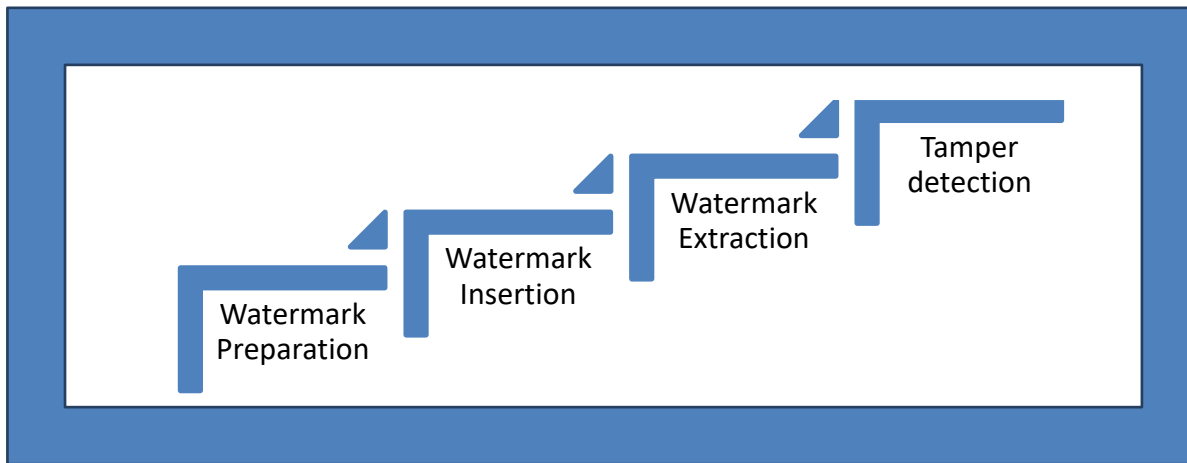 Watermark
Preparation
Watermark
Insertion
Watermark
Extraction
Tamper
detection